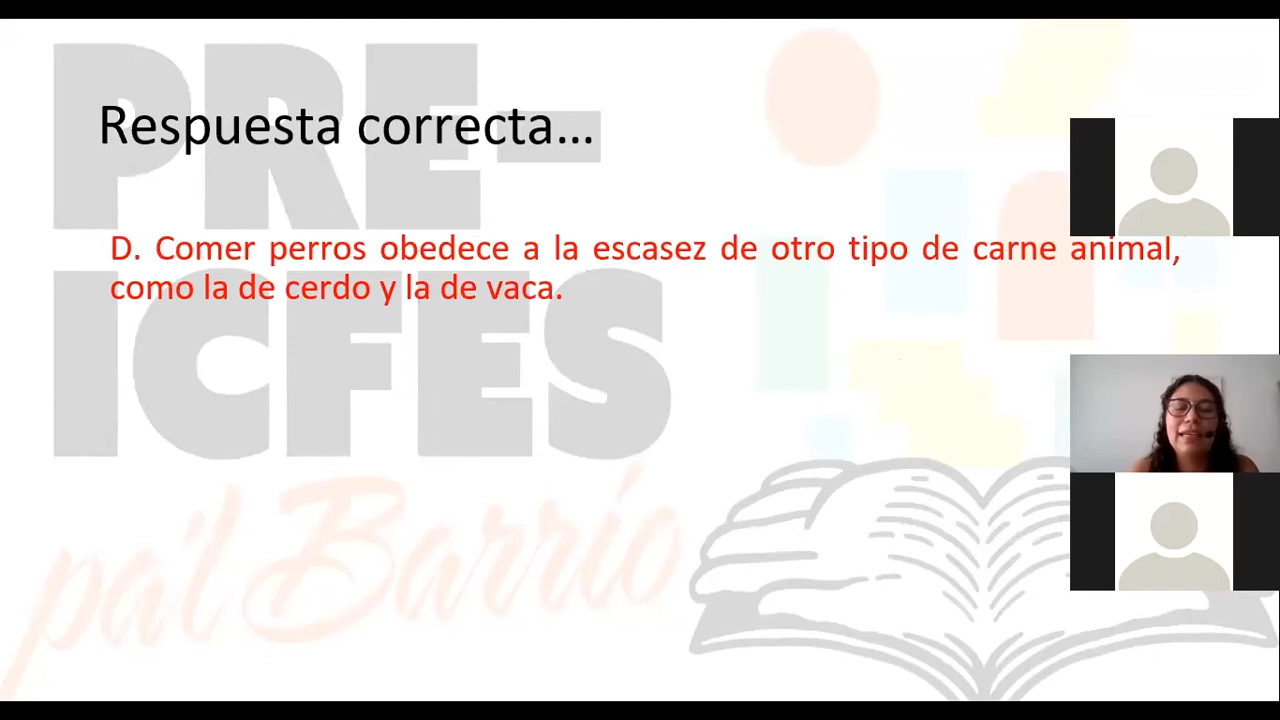 PRE-
ICFES
pa'l Barrio
Respuesta correcta...
D. Comer perros obedece a la escasez de otro tipo de carne animal,
como la de cerdo y la de vaca.